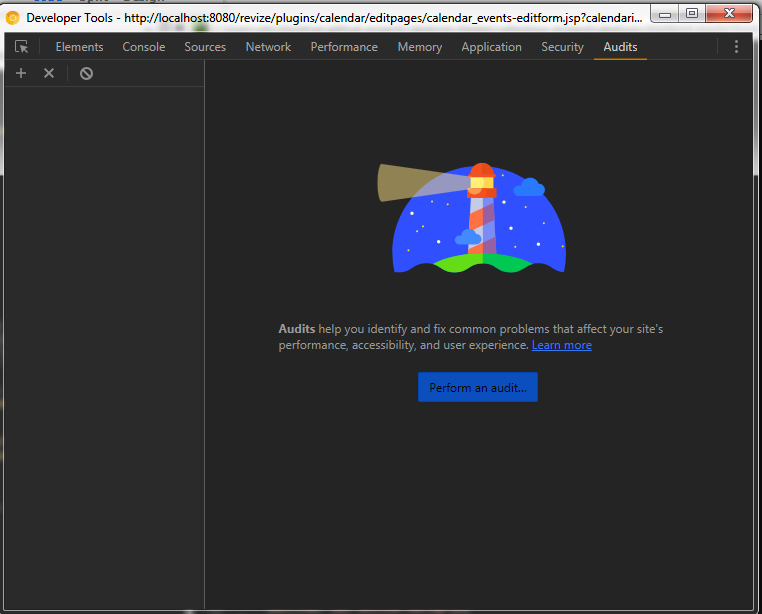 Developer Tools - http://localhost:8080/revize/plugins/calendar/editpages/calendar_events-editform.jsp?calendari...
Elements Console Sources Network Performance Memory Application Security Audits
Audits help you identify and fix common problems that affect your site's
performance, accessibility, and user experience. Learn more
Perform an audit...